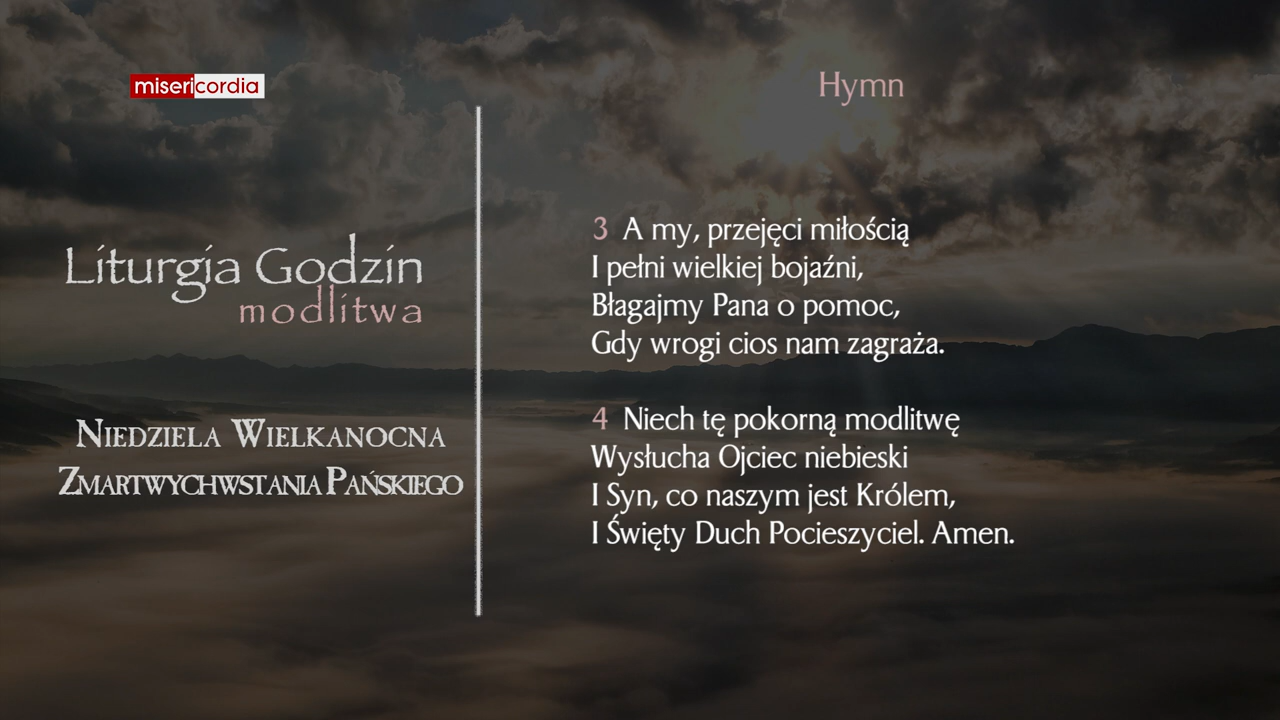 misericordia
Liturgia Godzin
modlitwa
Niedziela Wielkanocna
Zmartwychwstania Pańskiego
Hymn
3 A my, przejęci miłością
I pełni wielkiej bojaźni,
Błagajmy Pana o pomoc,
Gdy wrogi cios nam zagraża.
4 Niech tę pokorną modlitwę
Wysłucha Ojciec niebieski
I Syn, co naszym jest Królem,
I Święty Duch Pocieszyciel. Amen.